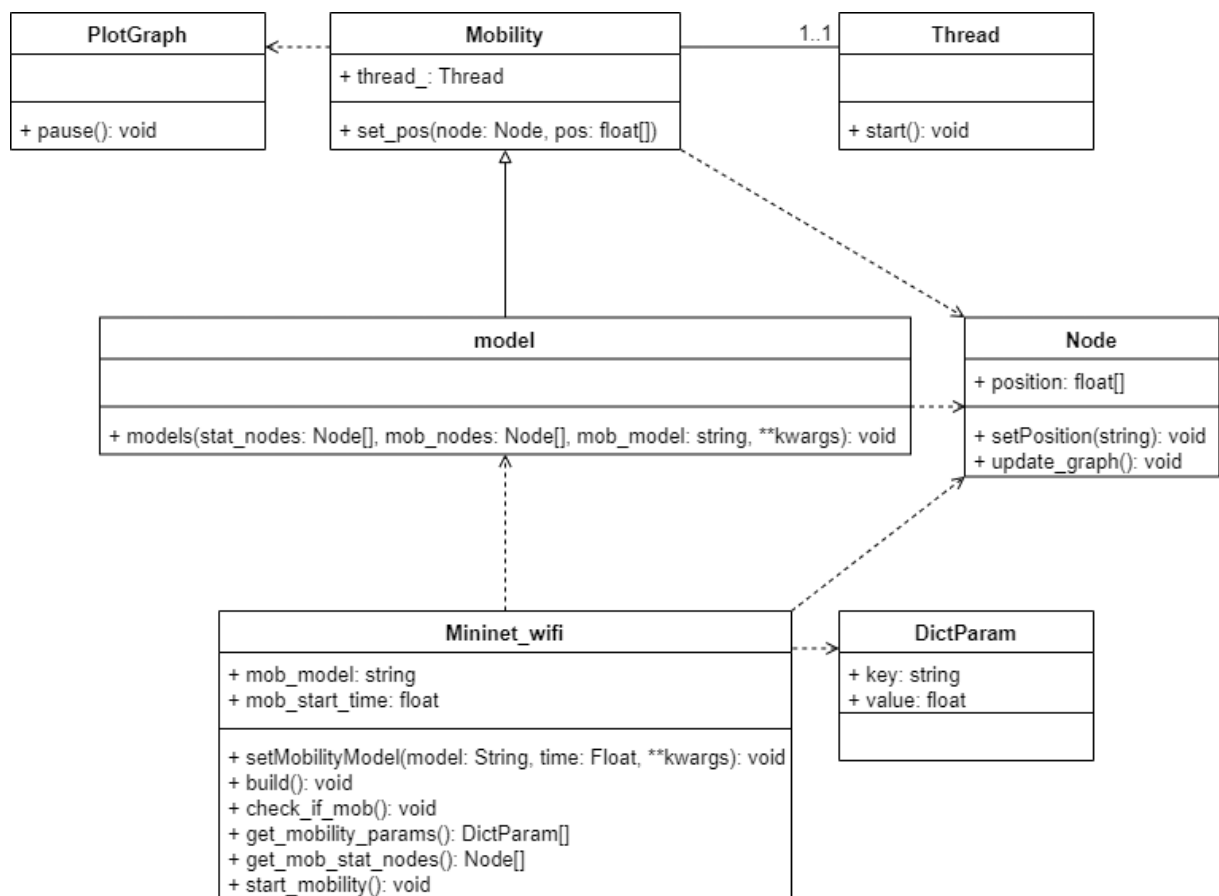 PlotGraph
+ pause(): void
Mobility
+ thread_: Thread
+ set_pos(node: Node, pos: float[])
1..1
Thread
+ start(): void
model
+ models(stat_nodes: Node[], mob_nodes: Node[], mob_model: string, **kwargs): void
Node
+ position: float[]
+ setPosition(string): void
+ update_graph(): void
Mininet_wifi
+ mob_model: string
+ mob_start_time: float
+ setMobilityModel(model: String, time: Float, **kwargs): void
+ build(): void
+ check_if_mob(): void
+ get_mobility_params(): DictParam[]
+ get_mob_stat_nodes(): Node[]
+ start_mobility(): void
DictParam
+ key: string
+ value: float